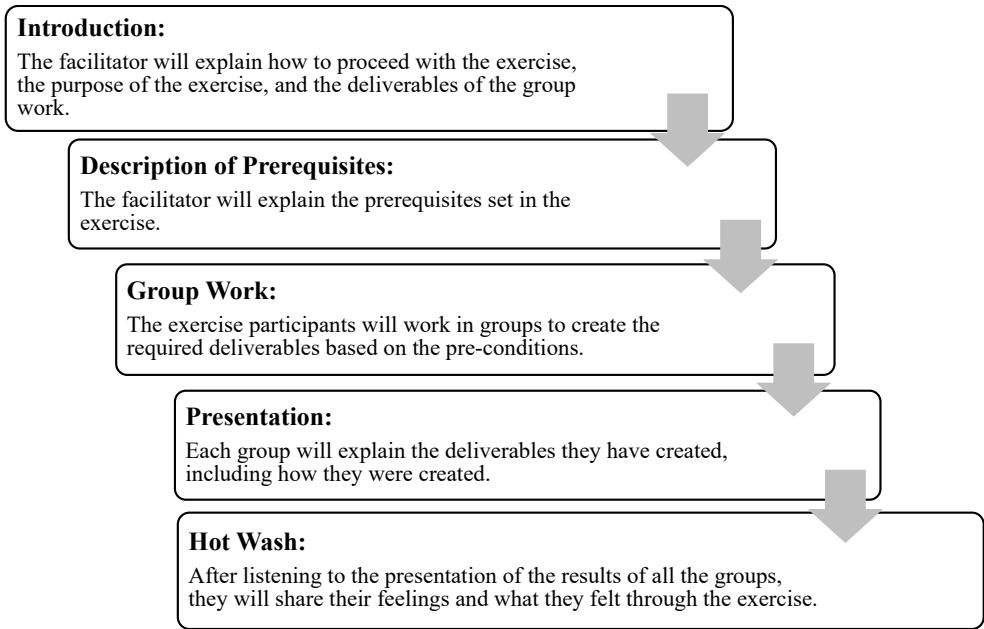 Introduction:
The facilitator will explain how to proceed with the exercise,
the purpose of the exercise, and the deliverables of the group
work.
Description of Prerequisites:
The facilitator will explain the prerequisites set in the
exercise.
Group Work:
The exercise participants will work in groups to create the
required deliverables based on the pre-conditions.
Presentation:
Each group will explain the deliverables they have created,
including how they were created.
Hot Wash:
After listening to the presentation of the results of all the groups,
they will share their feelings and what they felt through the exercise.